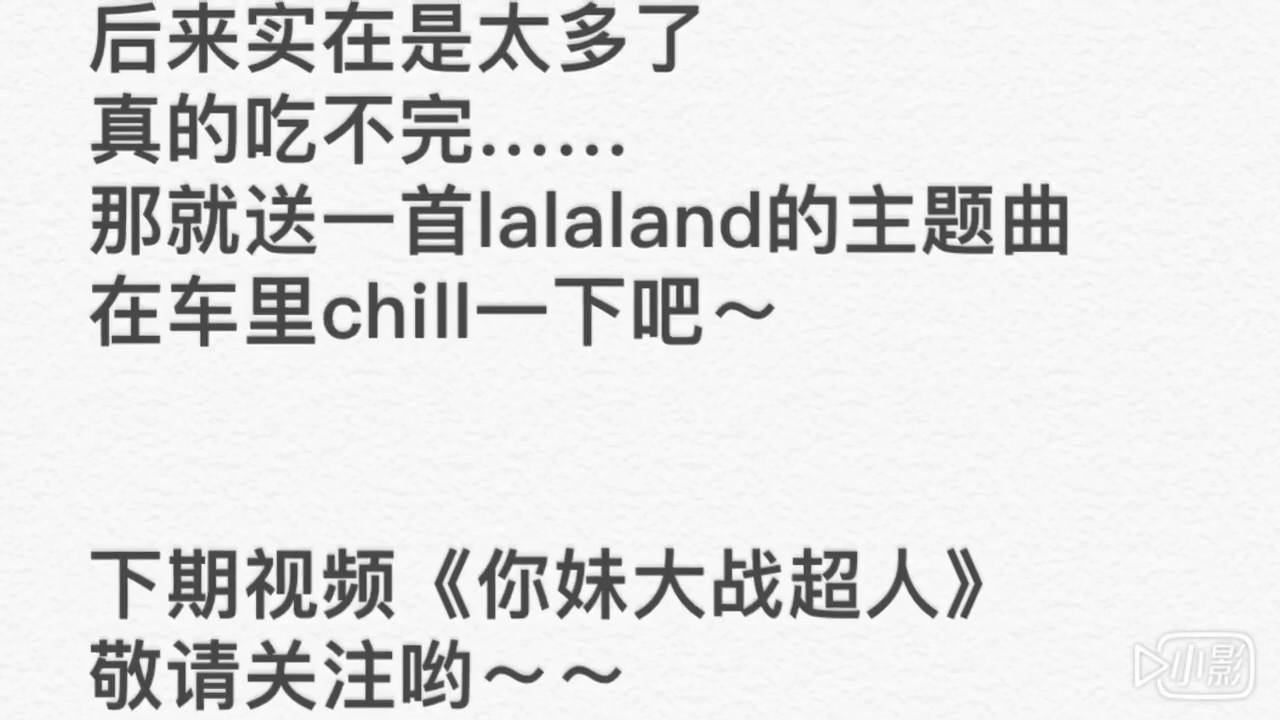 后来实在是太多了
真的吃不完……
那就送一首lalaland的主题曲
在车里chill一下吧～
下期视频《你妹大战超人》
敬请关注哟～～
小影